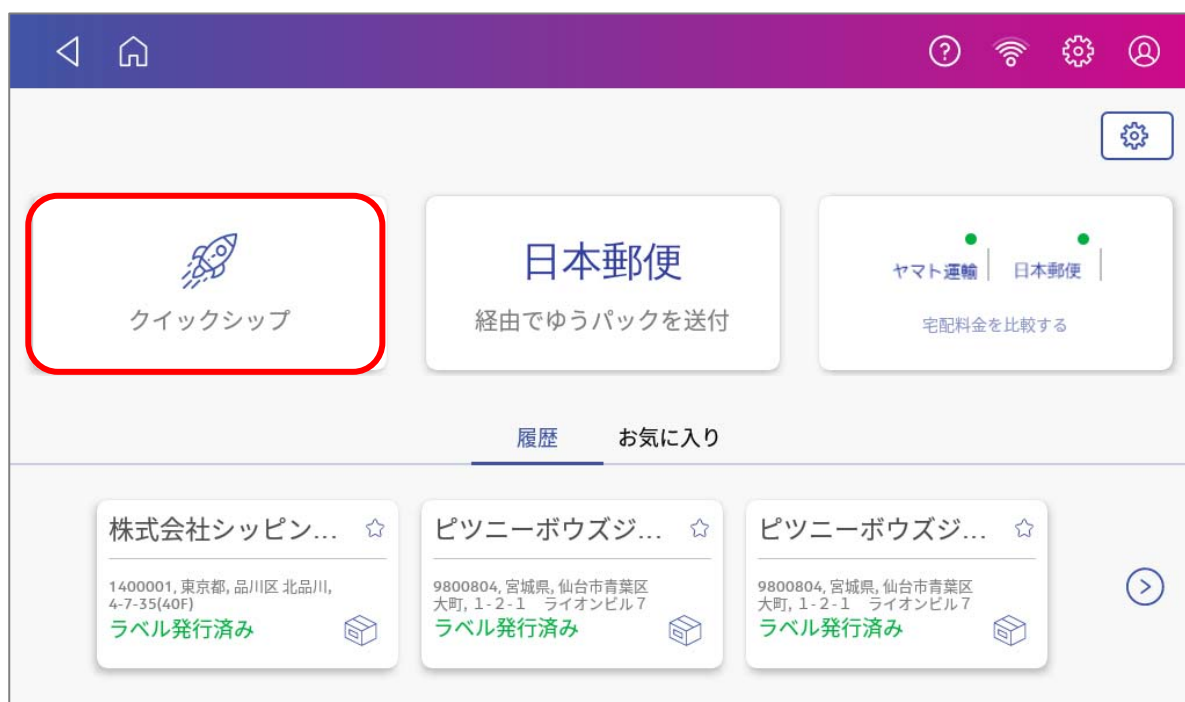 クイックシップ
日本郵便
経由でゆうパックを送付
ヤマト運輸
日本郵便
宅配料金を比較する
履歴
お気に入り
株式会社シッピン...
1400001, 東京都, 品川区 北品川,
4-7-35(40F)
ラベル発行済み
ピツニーボウズジ...
9800804, 宮城県, 仙台市青葉区
大町, 1-2-1 ライオンビル7
ラベル発行済み
ピツニーボウズジ...
9800804, 宮城県, 仙台市青葉区
大町, 1-2-1 ライオンビル7
ラベル発行済み